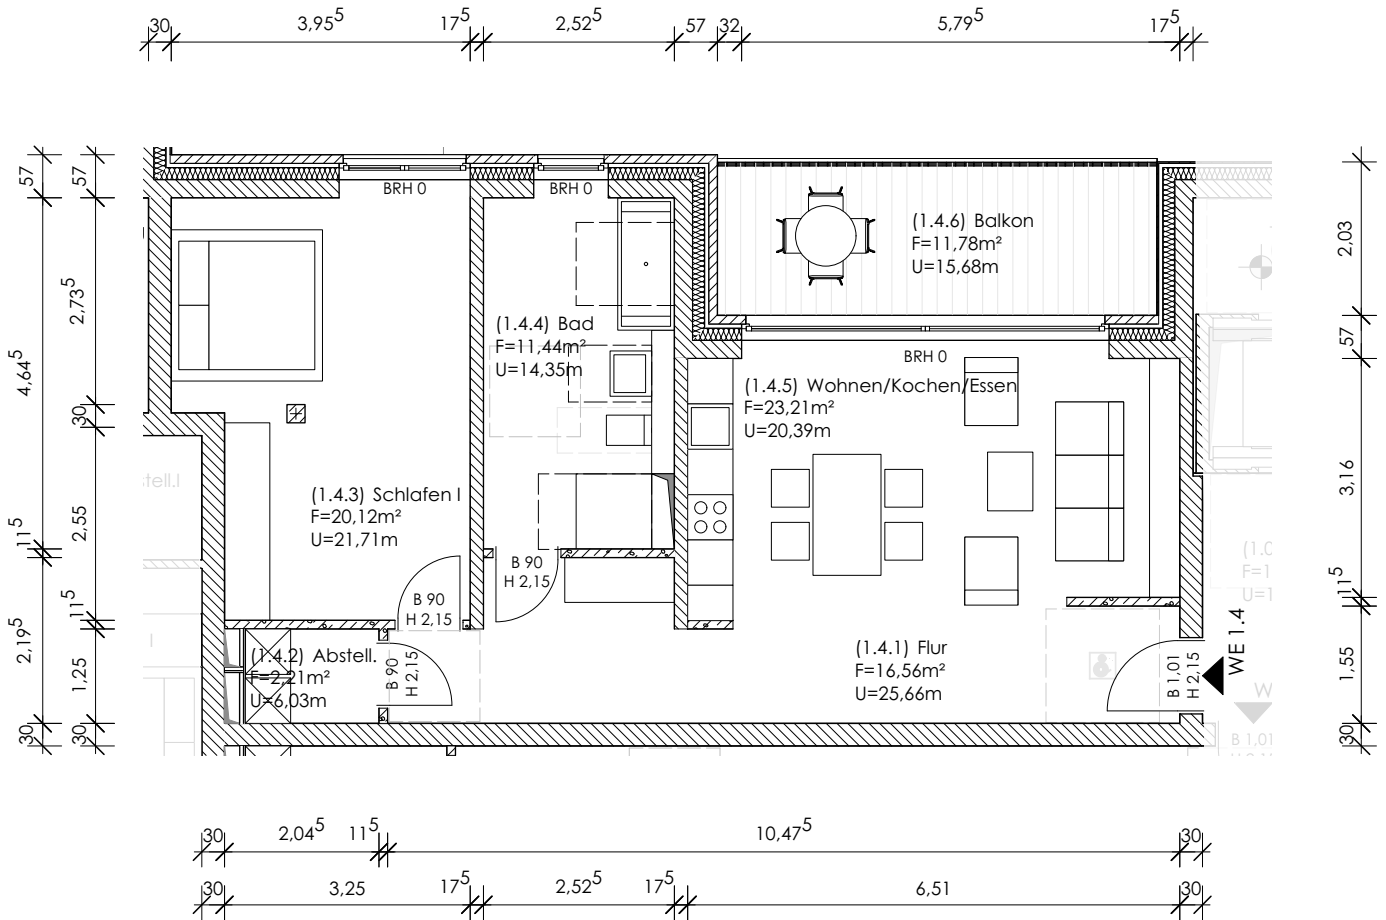 30
3,95⁵
17⁵
2,52⁵
57
32
5,79⁵
17⁵
57
57
BRH 0
BRH 0
(1.4.6) Balkon
F=11,78m²
U=15,68m
2,03
2,73⁵
4,64⁵
(1.4.4) Bad
F=11,44m²
U=14,35m
BRH 0
57
(1.4.5) Wohnen/Kochen/Essen
F=23,21m²
U=20,39m
30
tell.I
(1.4.3) Schlafen I
F=20,12m²
U=21,71m
3,16
2,55
11⁵
B 90
H 2,15
B 90
H 2,15
F=1
11⁵
11⁵
2,19⁵
1,25
(1.4.2) Abstell.
F=2,21m²
U=6,03m
B 90
H 2,15
(1.4.1) Flur
F=16,56m²
U=25,66m
B 1,01
H 2,15
WE 1.4
1,55
W
B 1,01
30
30
30
30
2,04⁵
11⁵
10,47⁵
30
30
3,25
17⁵
2,52⁵
17⁵
6,51
30